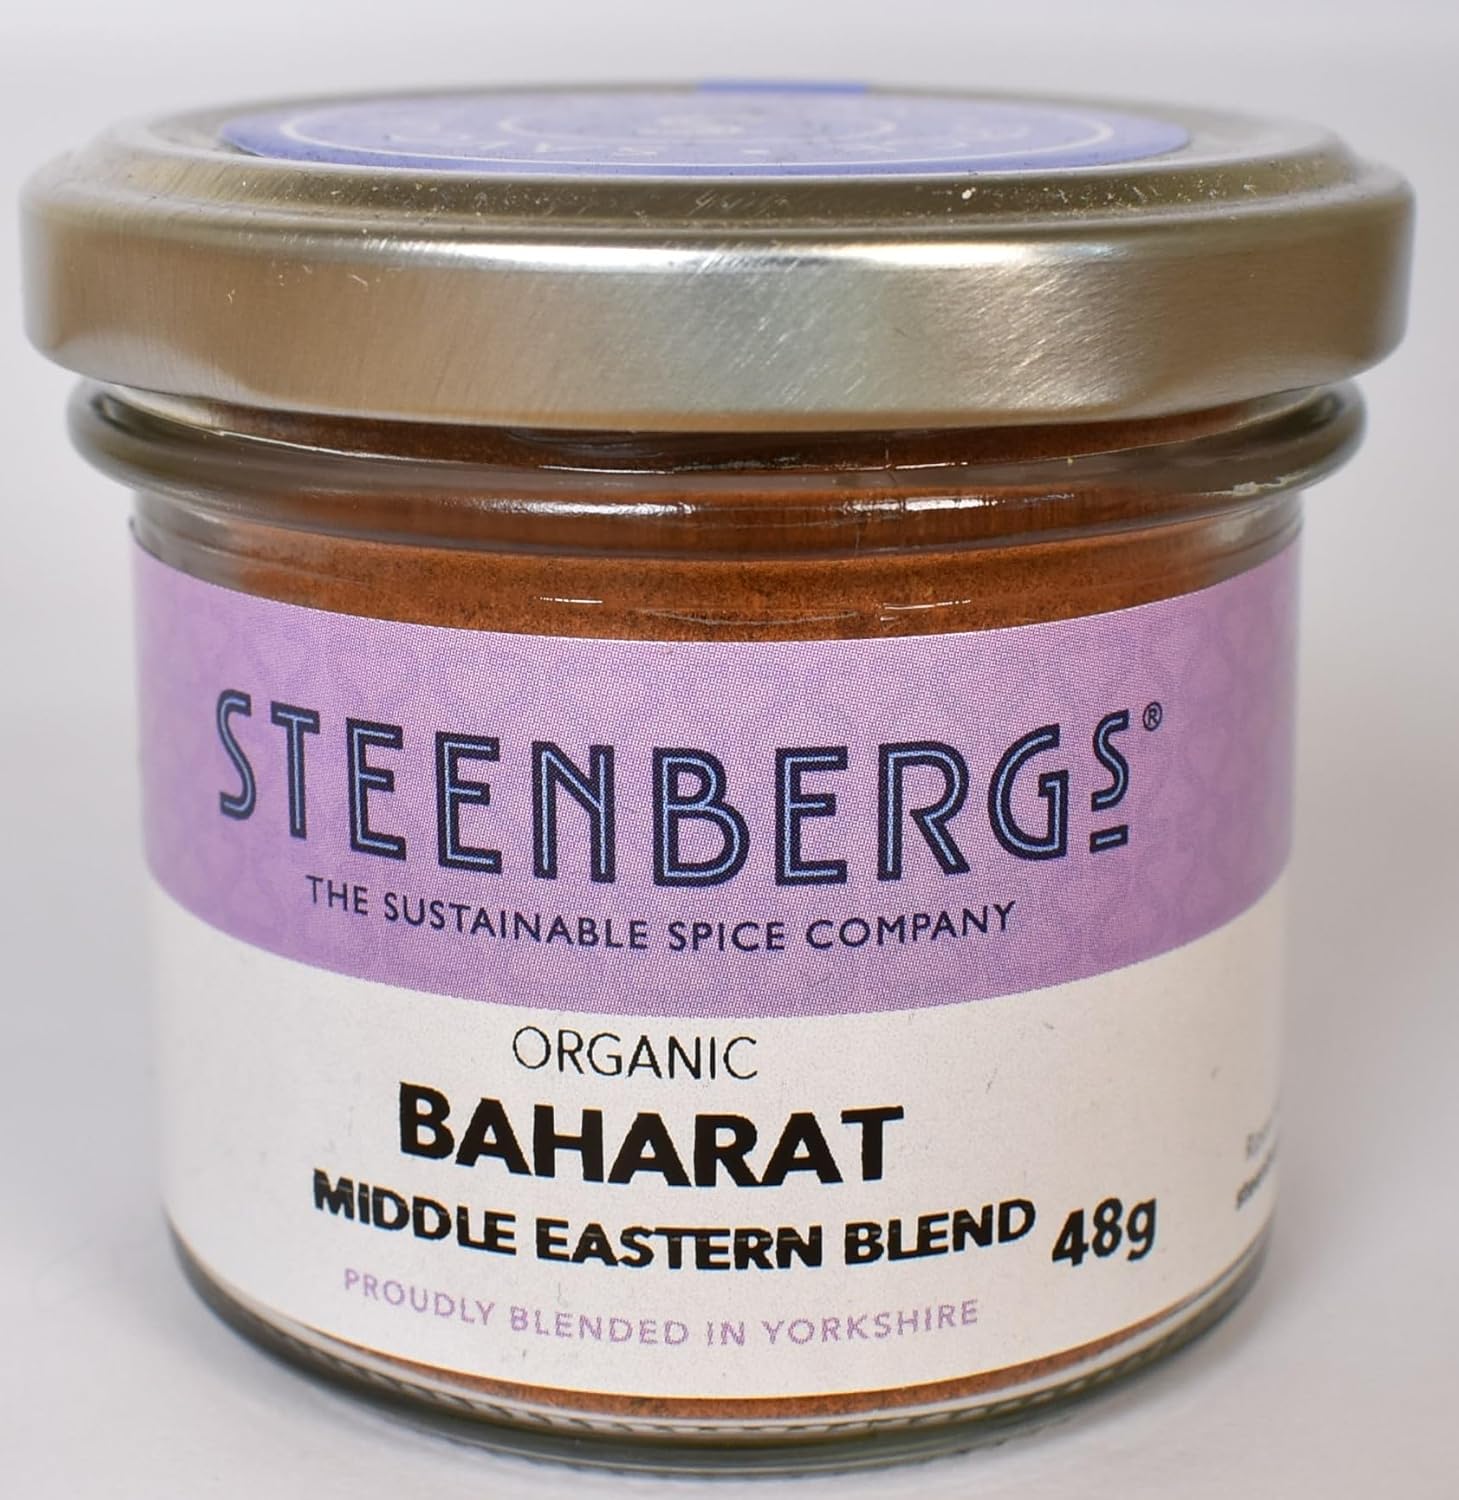 STEENBERGS®
THE SUSTAINABLE SPICE COMPANY
ORGANIC
BAHARAT
MIDDLE EASTERN BLEND 48g
PROUDLY BLENDED IN YORKSHIRE